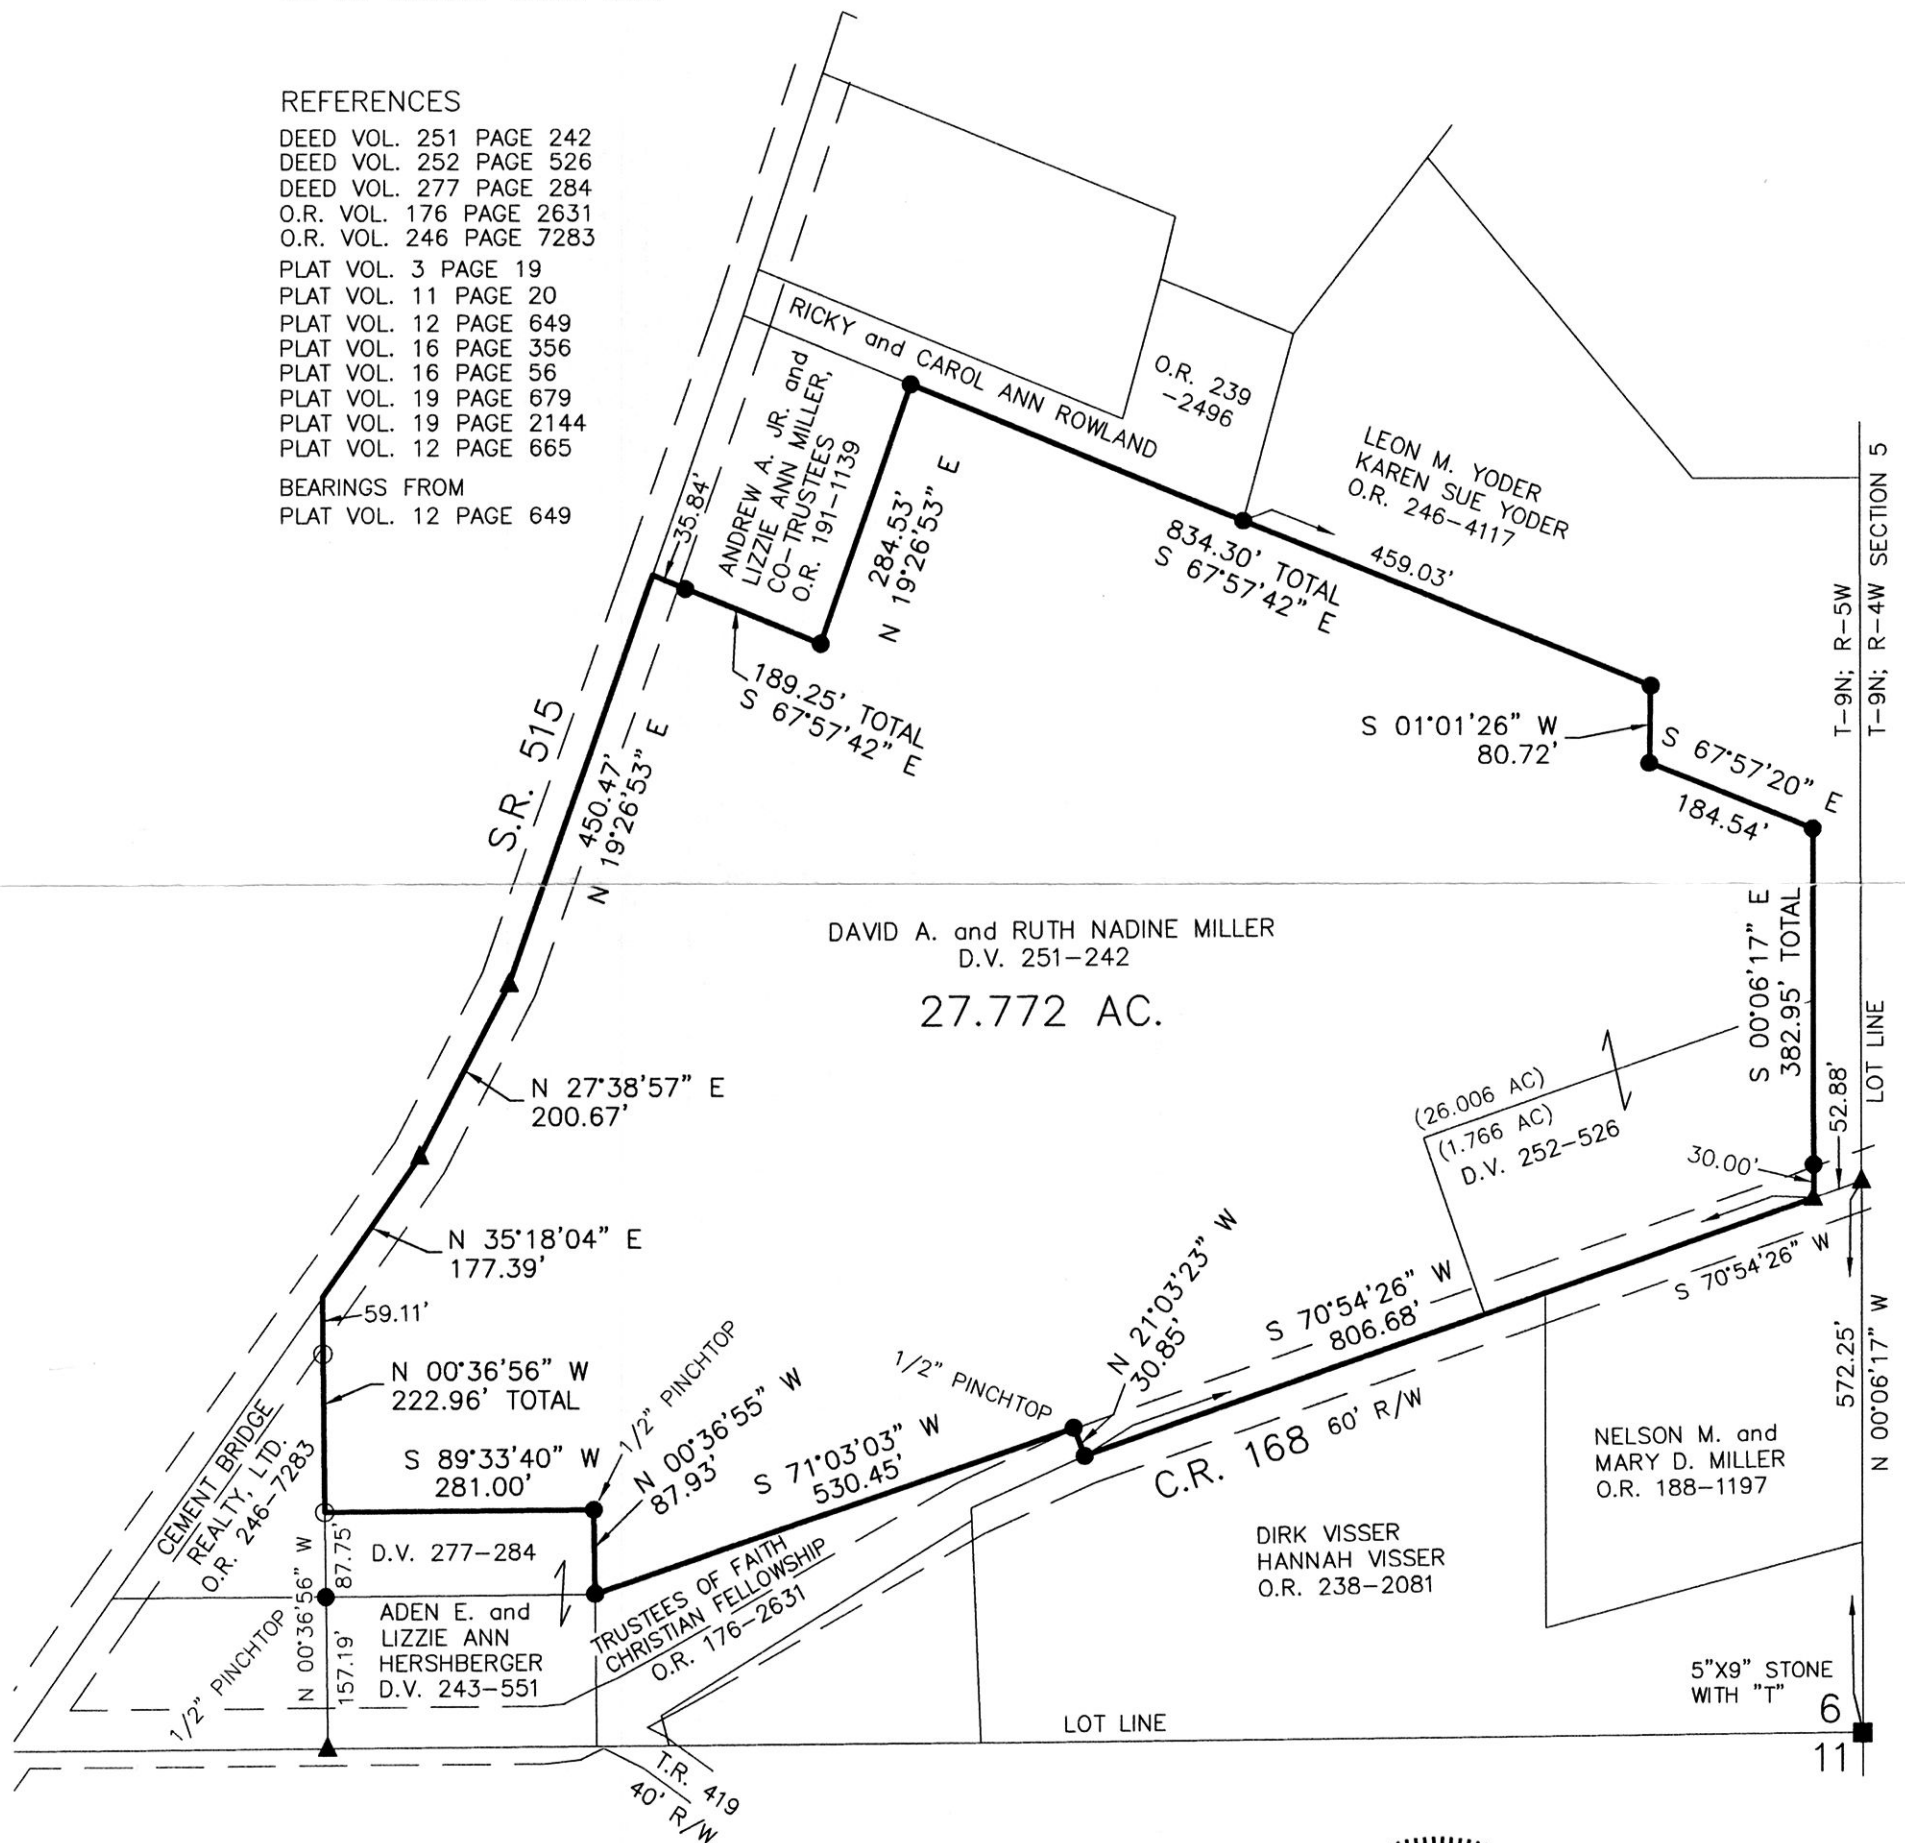 REFERENCES
DEED VOL. 251 PAGE 242
DEED VOL. 252 PAGE 526
DEED VOL. 277 PAGE 284
O.R. VOL. 176 PAGE 2631
O.R. VOL. 246 PAGE 7283
PLAT VOL. 3 PAGE 19
PLAT VOL. 11 PAGE 20
PLAT VOL. 12 PAGE 649
PLAT VOL. 16 PAGE 356
PLAT VOL. 16 PAGE 56
PLAT VOL. 19 PAGE 679
PLAT VOL. 19 PAGE 2144
PLAT VOL. 12 PAGE 665
BEARINGS FROM
PLAT VOL. 12 PAGE 649
RICKY and CAROL ANN ROWLAND
O.R. 239
-2496
LEON M. YODER
KAREN SUE YODER
O.R. 246-4117
ANDREW A. JR. and
LIZZIE ANN MILLER,
CO-TRUSTEES
O.R. 191-1139
35.84'
284.53'
N 19°26'53" E
834.30' TOTAL
S 67°57'42" E
459.03'
189.25' TOTAL
S 67°57'42" E
T-9N; R-5W
T-9N; R-4W SECTION 5
S 01°01'26" W
80.72'
S 67°57'20" E
184.54'
S.R. 515
450.47'
N 19°26'53" E
DAVID A. and RUTH NADINE MILLER
D.V. 251-242
27.772 AC.
S 00°06'17" E
382.95' TOTAL
LOT LINE
52.88'
30.00'
(26.006 AC)
(1.766 AC)
D.V. 252-526
N 27°38'57" E
200.67'
N 35°18'04" E
177.39'
59.11'
N 00°36'56" W
222.96' TOTAL
S 89°33'40" W
281.00'
1/2" PINCHTOP
N 00°36'55" W
87.93'
S 71°03'03" W
530.45'
1/2" PINCHTOP
N 21°03'23" W
30.85'
S 70°54'26" W
806.68'
S 70°54'26" W
C.R. 168 60' R/W
572.25'
N 00°06'17" W
NELSON M. and
MARY D. MILLER
O.R. 188-1197
DIRK VISSER
HANNAH VISSER
O.R. 238-2081
CEMENT BRIDGE
REALTY, LTD.
O.R. 246-7283
D.V. 277-284
87.75'
N 00°36'56" W
157.19'
1/2" PINCHTOP
ADEN E. and
LIZZIE ANN
HERSHBERGER
D.V. 243-551
TRUSTEES OF FAITH
CHRISTIAN FELLOWSHIP
O.R. 176-2631
5"X9" STONE
WITH "T"
6
11
LOT LINE
T.R. 419
40' R/W